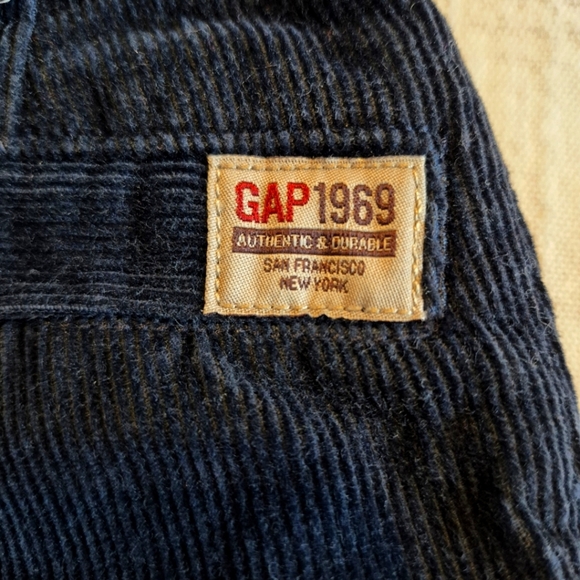 GAP1969
AUTHENTIC & DURABLE
SAN FRANCISCO
NEW YORK